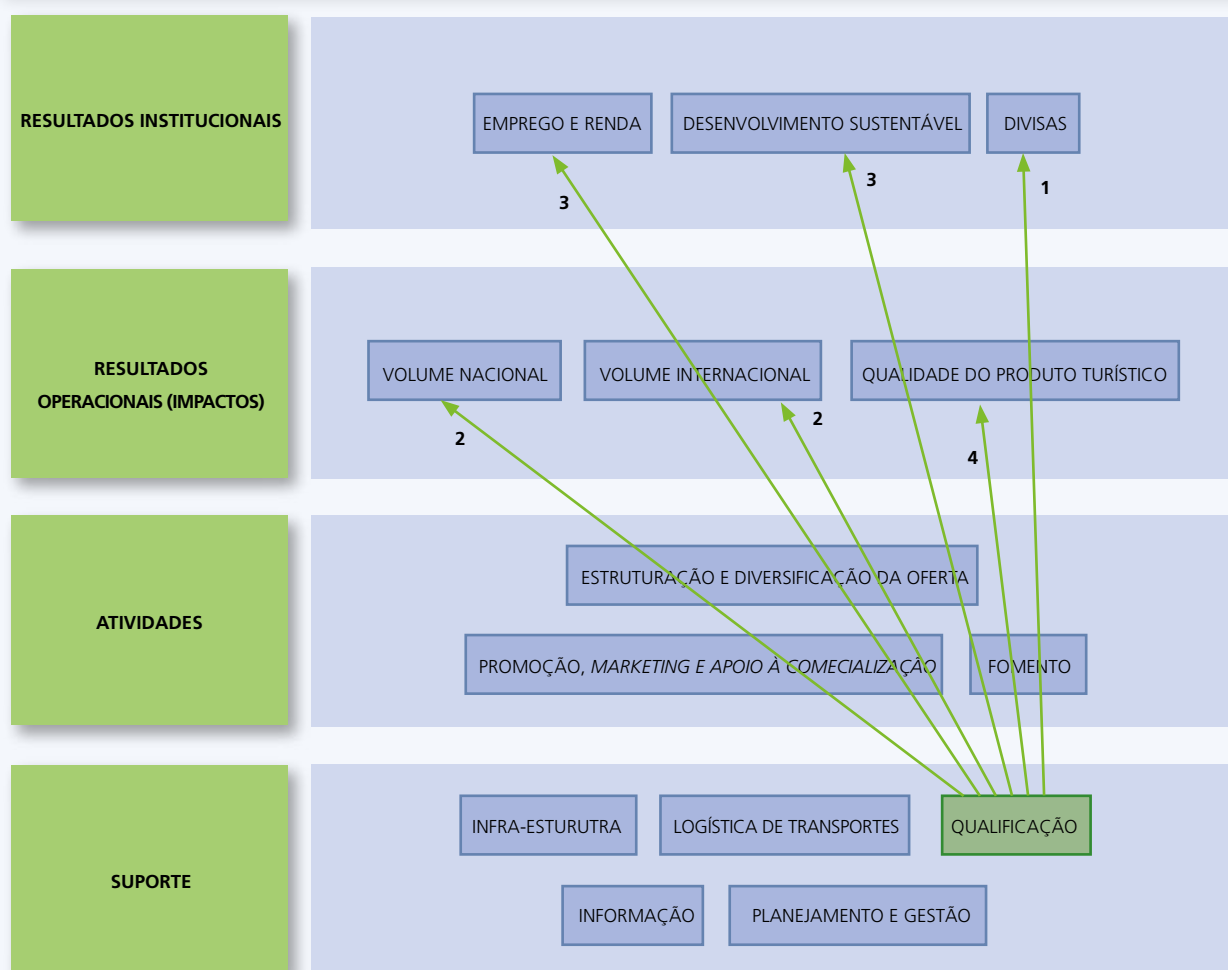 RESULTADOS INSTITUCIONAIS
EMPREGO E RENDA
DESENVOLVIMENTO SUSTENTÁVEL
DIVISAS
3
3
1
RESULTADOS
OPERACIONAIS (IMPACTOS)
VOLUME NACIONAL
VOLUME INTERNACIONAL
QUALIDADE DO PRODUTO TURÍSTICO
2
2
4
ATIVIDADES
ESTRUTURAÇÃO E DIVERSIFICAÇÃO DA OFERTA
PROMOÇÃO, MARKETING E APOIO À COMECIALIZAÇÃO
FOMENTO
SUPORTE
INFRA-ESTURUTRA
LOGÍSTICA DE TRANSPORTES
QUALIFICAÇÃO
INFORMAÇÃO
PLANEJAMENTO E GESTÃO